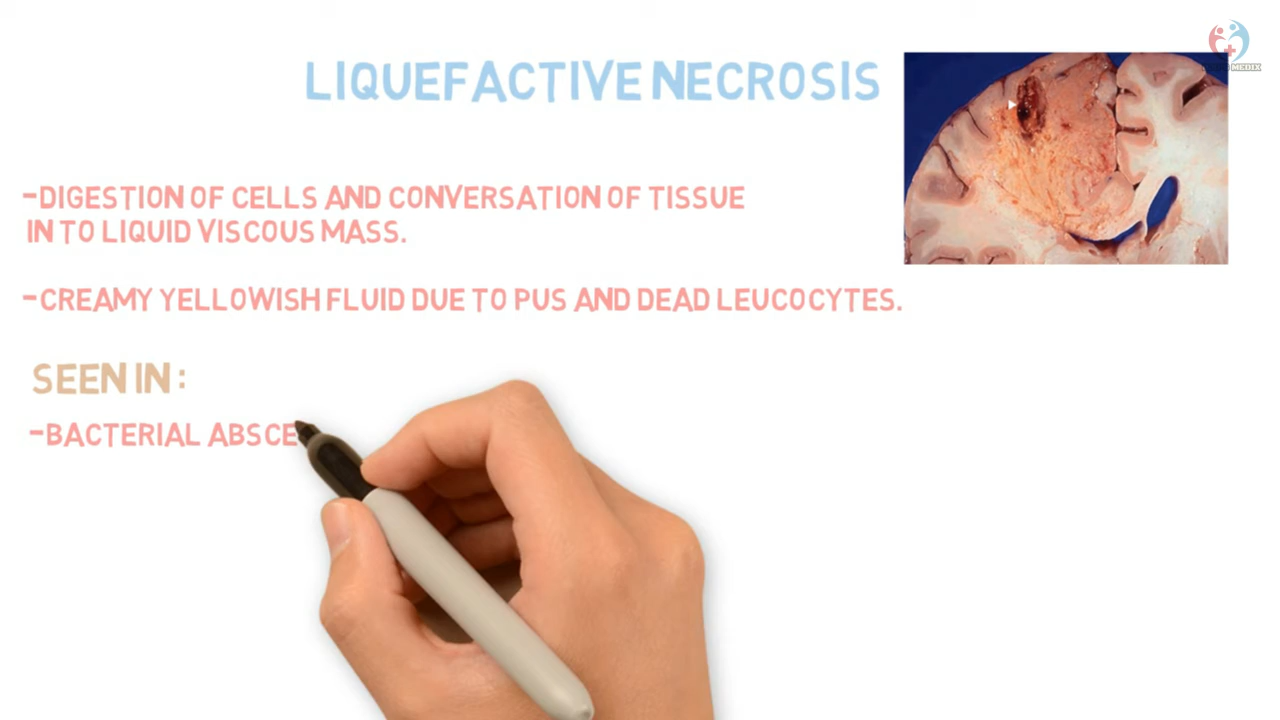 LIQUEFACTIVE NECROSIS
-DIGESTION OF CELLS AND CONVERSATION OF TISSUE
IN TO LIQUID VISCOUS MASS.
-CREAMY YELLOWISH FLUID DUE TO PUS AND DEAD LEUCOCYTES.
SEEN IN :
-BACTERIAL ABSCE